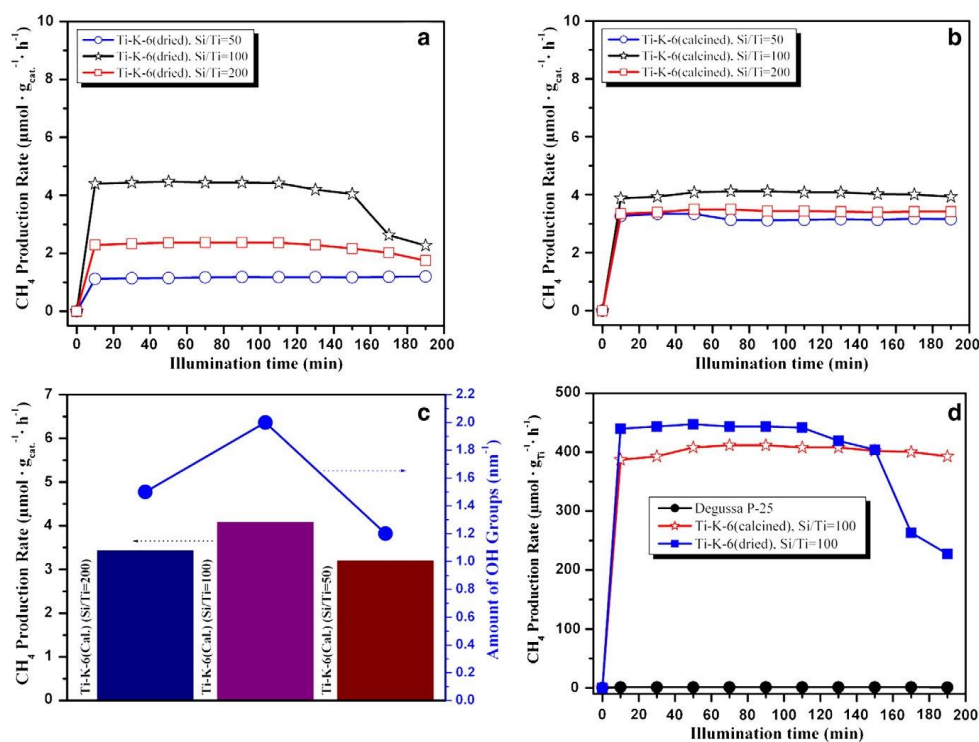 a
Ti-K-6(dried). Si/Ti=50
Ti-K-6(dried). Si/Ti=100
Ti-K-6(dried). Si/Ti=200
CH4 Production Rate (µmol · gcat.⁻¹· h⁻¹)
10
8
6
4
2
0
0 20 40 60 80 100 120 140 160 180 200
Illumination time (min)
b
Ti-K-6(calcined). Si/Ti=50
Ti-K-6(calcined). Si/Ti=100
Ti-K-6(calcined). Si/Ti=200
CH4 Production Rate (µmol · gcat.⁻¹· h⁻¹)
10
8
6
4
2
0
0 20 40 60 80 100 120 140 160 180 200
Illumination time (min)
c
CH4 Production Rate (µmol · gcat.⁻¹· h⁻¹)
7
6
5
4
3
2
1
0
Ti-K-6(Cal.) (Si/Ti=200)
Ti-K-6(Cal.) (Si/Ti=100)
Ti-K-6(Cal.) (Si/Ti=50)
2.2
2.0
1.8
1.6
1.4
1.2
1.0
0.8
0.6
0.4
0.2
0.0
Amount of OH Groups (nm⁻¹)
d
CH4 Production Rate (µmol · gTi⁻¹ · h⁻¹)
500
400
300
200
100
0
Degussa P-25
Ti-K-6(calcined), Si/Ti=100
Ti-K-6(dried), Si/Ti=100
0 20 40 60 80 100 120 140 160 180 200
Illumination time (min)